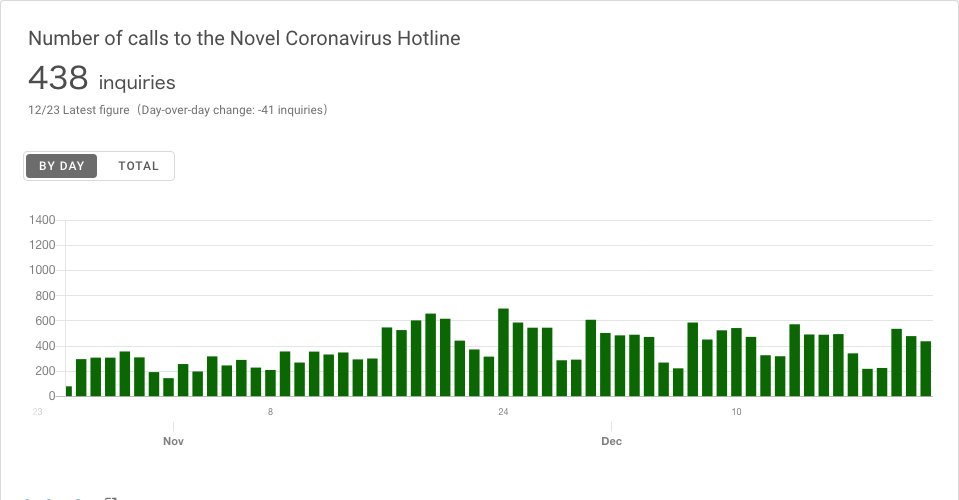 Number of calls to the Novel Coronavirus Hotline
438 inquiries
12/23 Latest figure（Day-over-day change: -41 inquiries）
BY DAY TOTAL
1400
1200
1000
800
600
400
200
0
23 8 24 10
Nov Dec